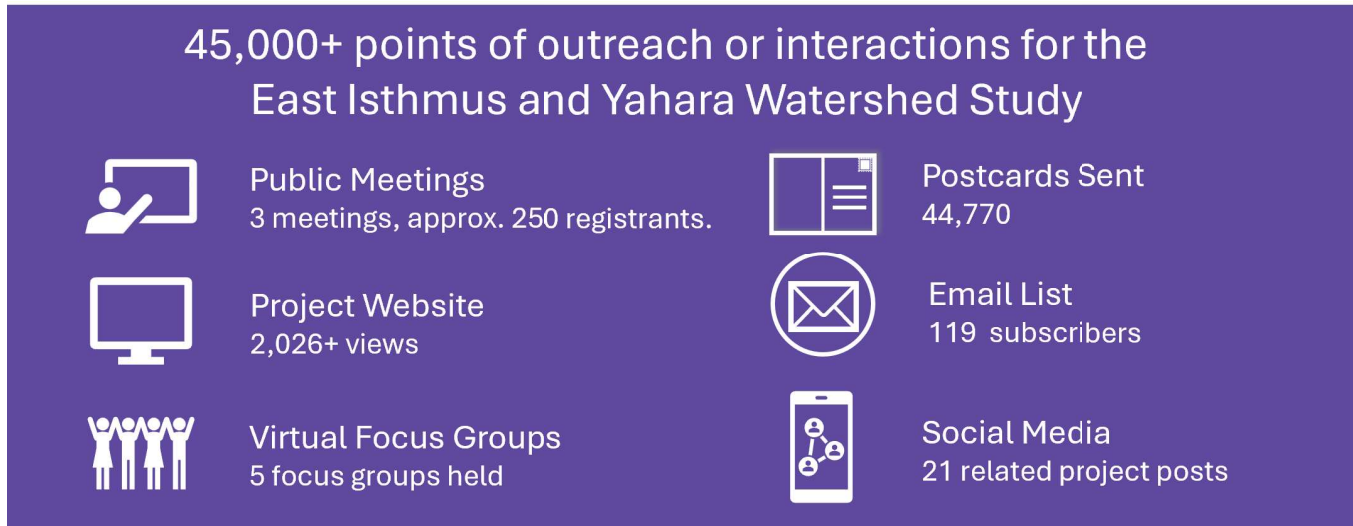 45,000+ points of outreach or interactions for the
East Isthmus and Yahara Watershed Study
Public Meetings
3 meetings, approx. 250 registrants.
Project Website
2,026+ views
Virtual Focus Groups
5 focus groups held
Postcards Sent
44,770
Email List
119 subscribers
Social Media
21 related project posts